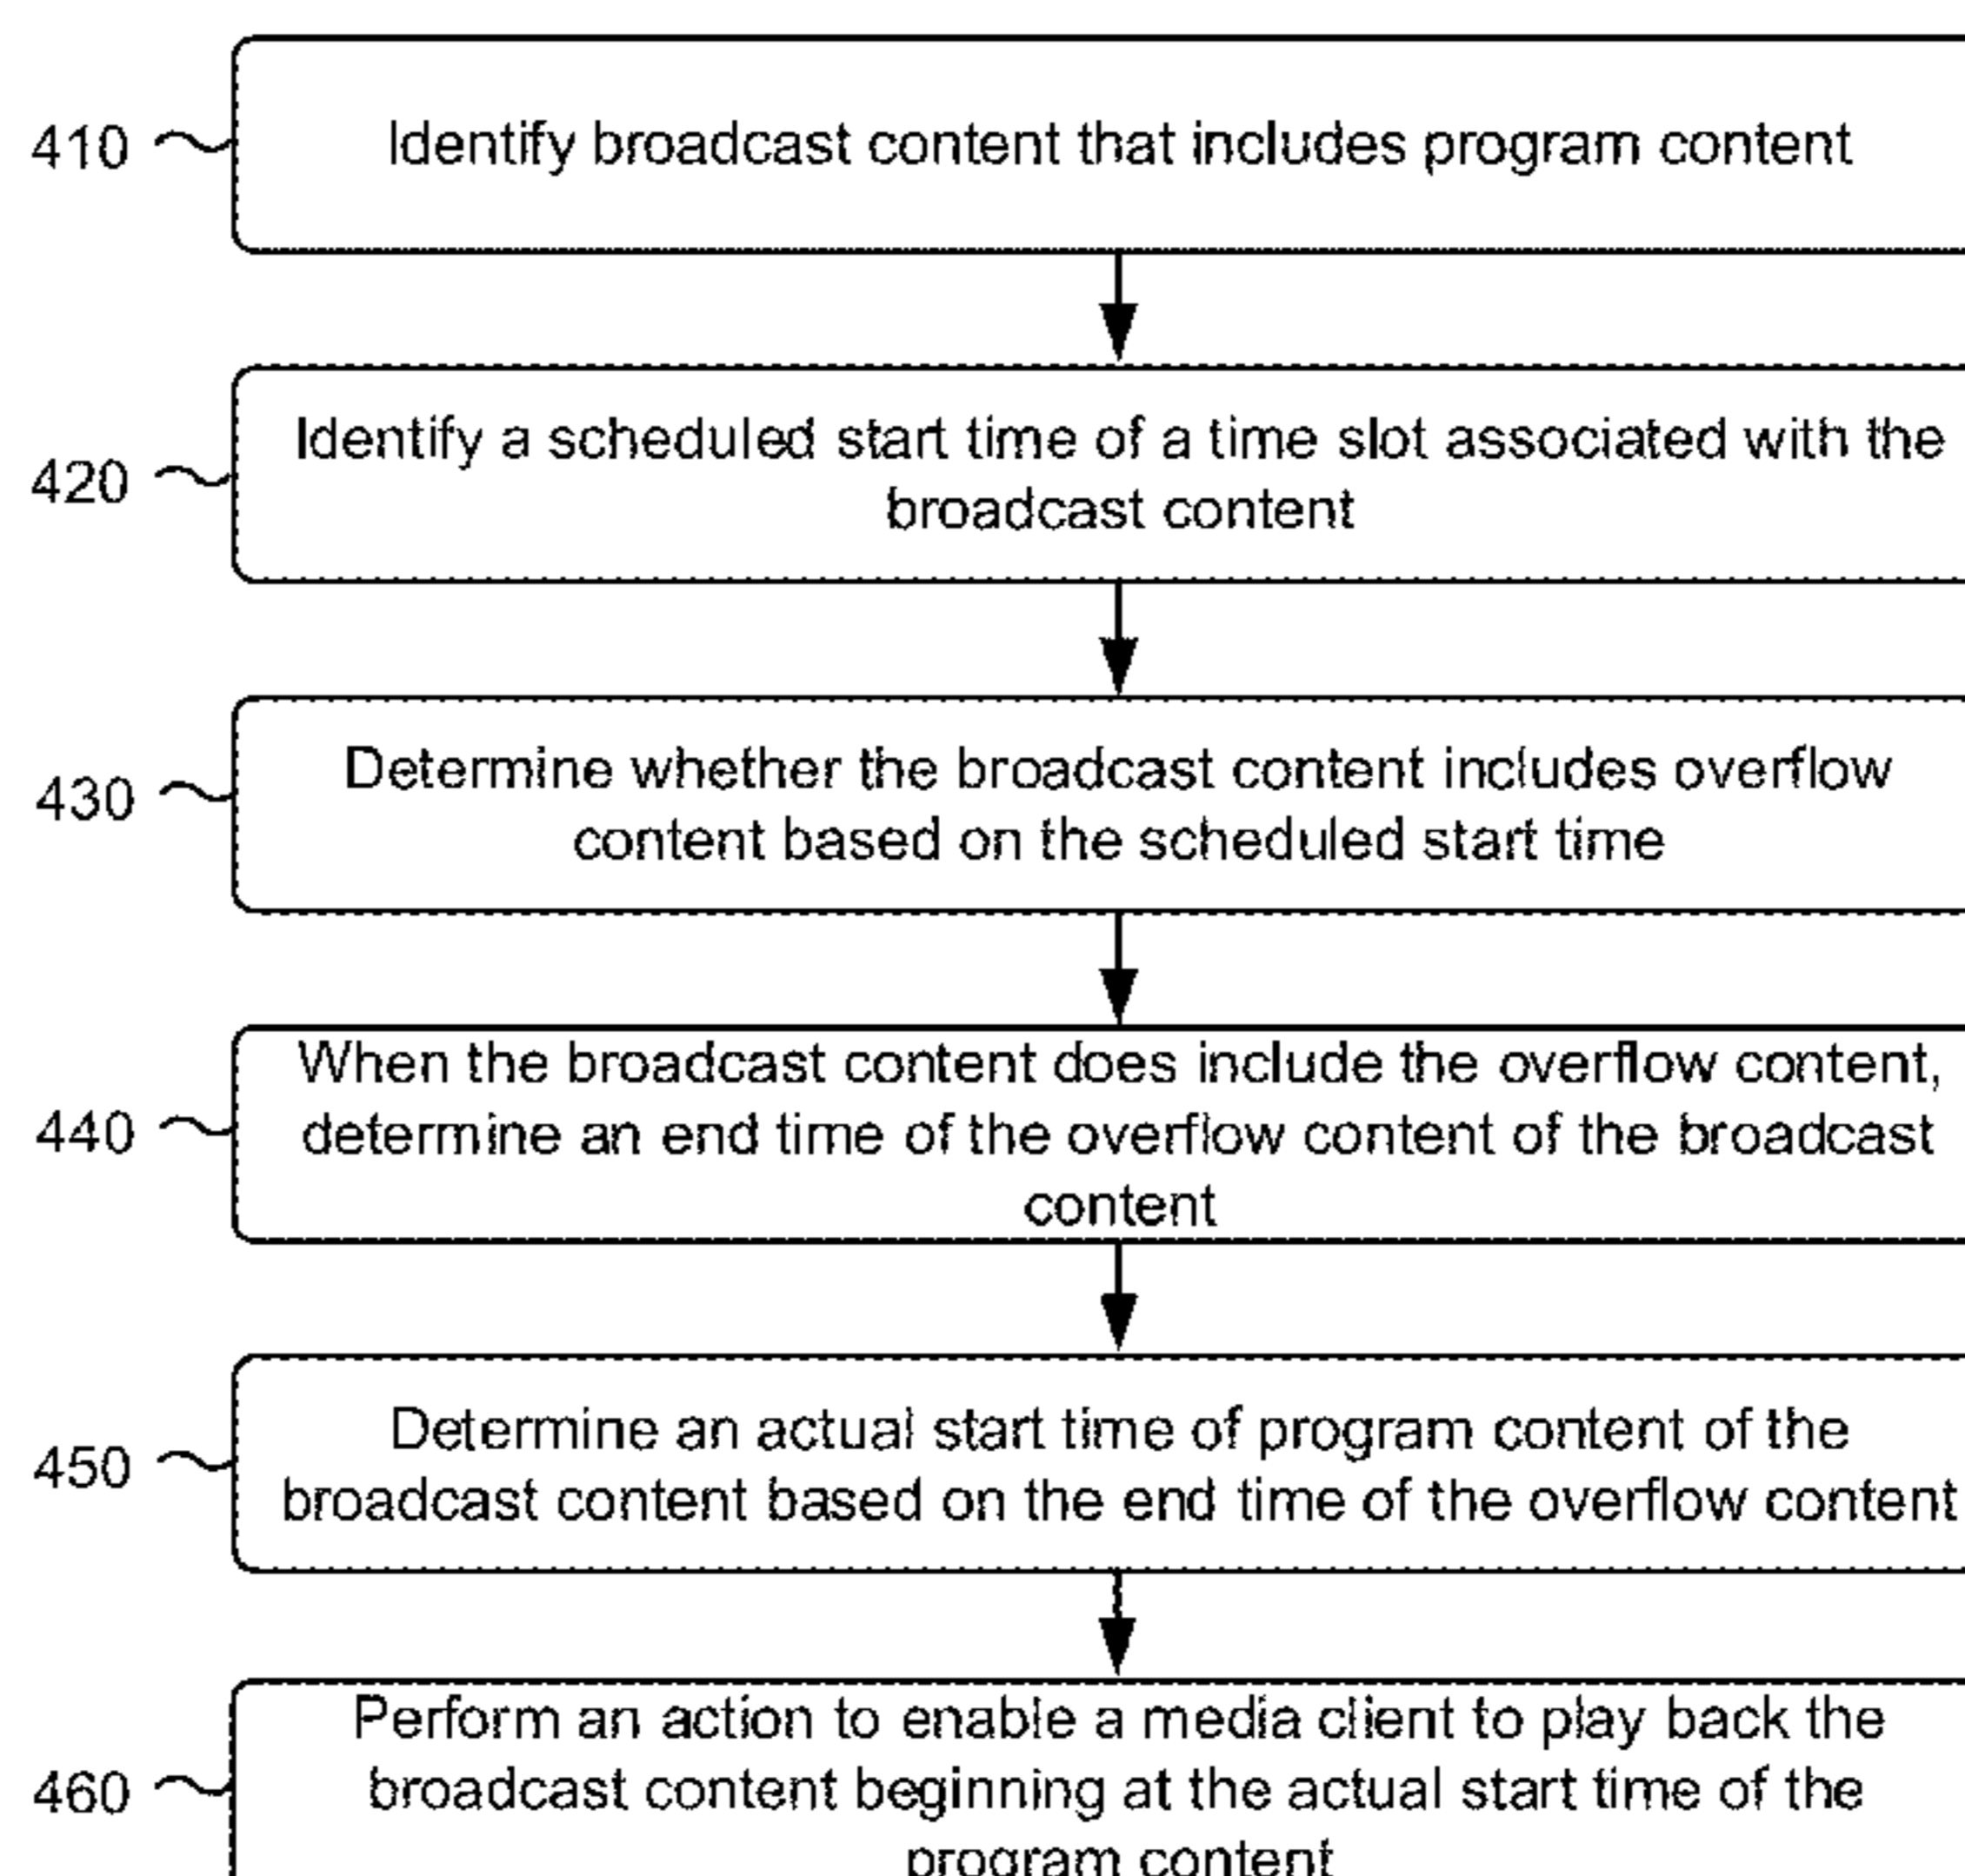 410
Identify broadcast content that includes program content
420
Identify a scheduled start time of a time slot associated with the
broadcast content
430
Determine whether the broadcast content includes overflow
content based on the scheduled start time
440
When the broadcast content does include the overflow content,
determine an end time of the overflow content of the broadcast
content
450
Determine an actual start time of program content of the
broadcast content based on the end time of the overflow content
460
Perform an action to enable a media client to play back the
broadcast content beginning at the actual start time of the
program content